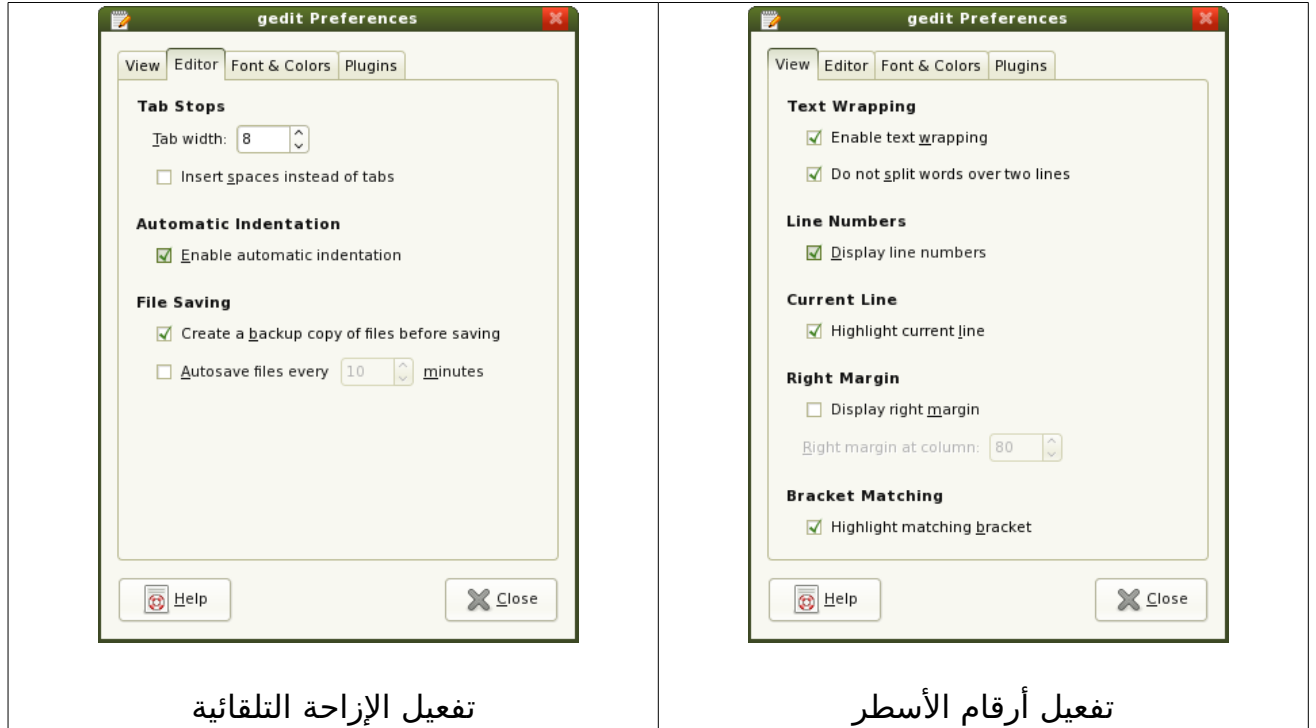 gedit Preferences
View Editor Font & Colors Plugins
Tab Stops
Tab width: 8
Insert spaces instead of tabs
Automatic Indentation
Enable automatic indentation
File Saving
Create a backup copy of files before saving
Autosave files every 10 minutes
Help Close
تفعيل الإزاحة التلقائية
gedit Preferences
View Editor Font & Colors Plugins
Text Wrapping
Enable text wrapping
Do not split words over two lines
Line Numbers
Display line numbers
Current Line
Highlight current line
Right Margin
Display right margin
Right margin at column: 80
Bracket Matching
Highlight matching bracket
Help Close
تفعيل أرقام الأسطر